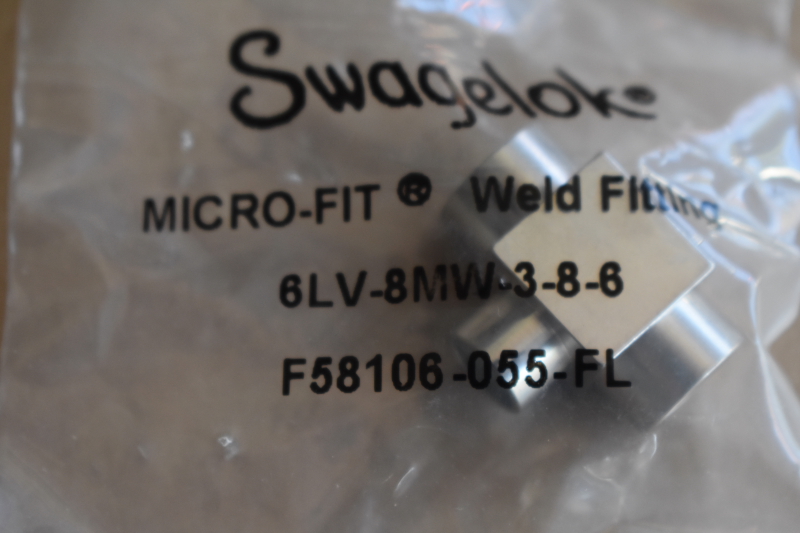 Swagelok®
MICRO-FIT® Weld Fitting
6LV-8MW-3-8-6
F58106-055-FL